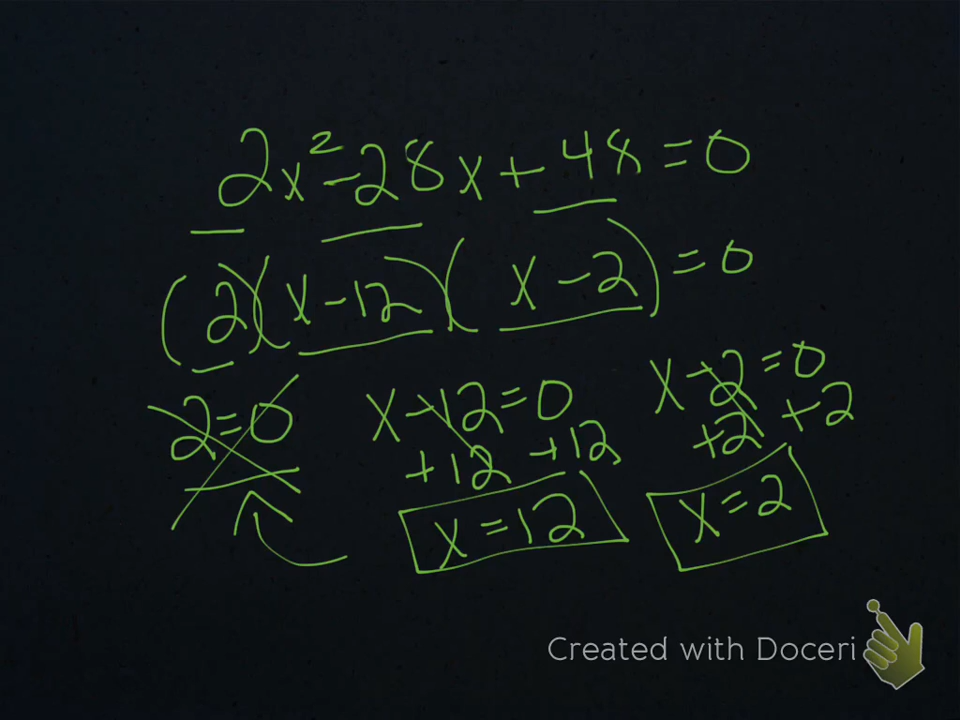 2x²-28x+48=0
(2)(x-12)(x-2)=0
2=0
x-12=0
+12 +12
x=12
x-2=0
+2 +2
x=2
Created with Doceri